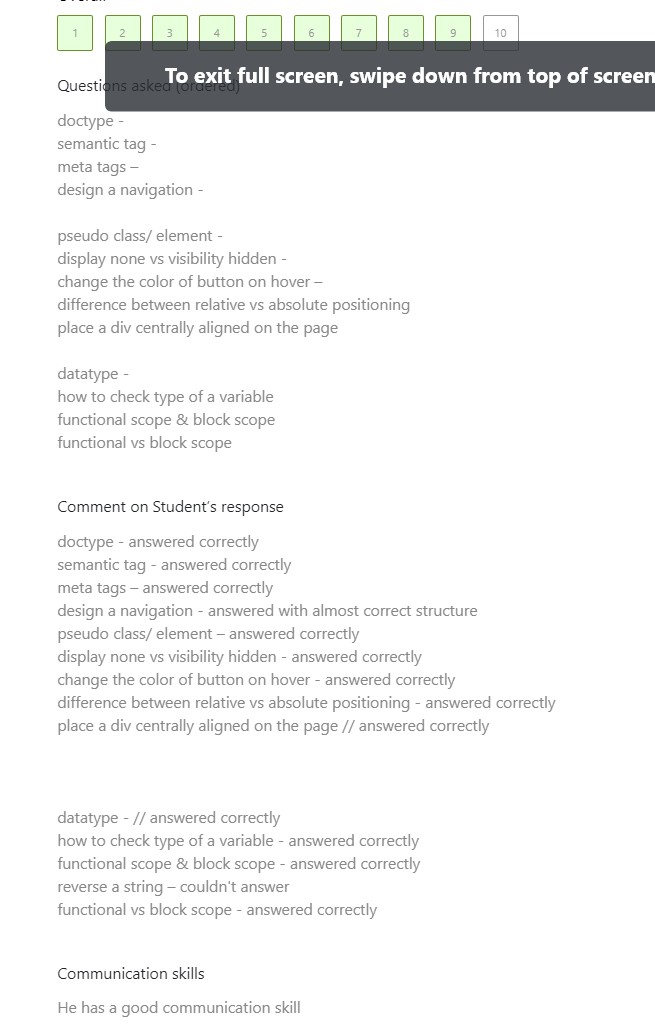 1 2 3 4 5 6 7 8 9 10
To exit full screen, swipe down from top of screen
Questions asked (ordered)
doctype -
semantic tag -
meta tags –
design a navigation -
pseudo class/ element -
display none vs visibility hidden -
change the color of button on hover –
difference between relative vs absolute positioning
place a div centrally aligned on the page
datatype -
how to check type of a variable
functional scope & block scope
functional vs block scope
Comment on Student's response
doctype - answered correctly
semantic tag - answered correctly
meta tags – answered correctly
design a navigation - answered with almost correct structure
pseudo class/ element – answered correctly
display none vs visibility hidden - answered correctly
change the color of button on hover - answered correctly
difference between relative vs absolute positioning - answered correctly
place a div centrally aligned on the page // answered correctly
datatype - // answered correctly
how to check type of a variable - answered correctly
functional scope & block scope - answered correctly
reverse a string – couldn't answer
functional vs block scope - answered correctly
Communication skills
He has a good communication skill